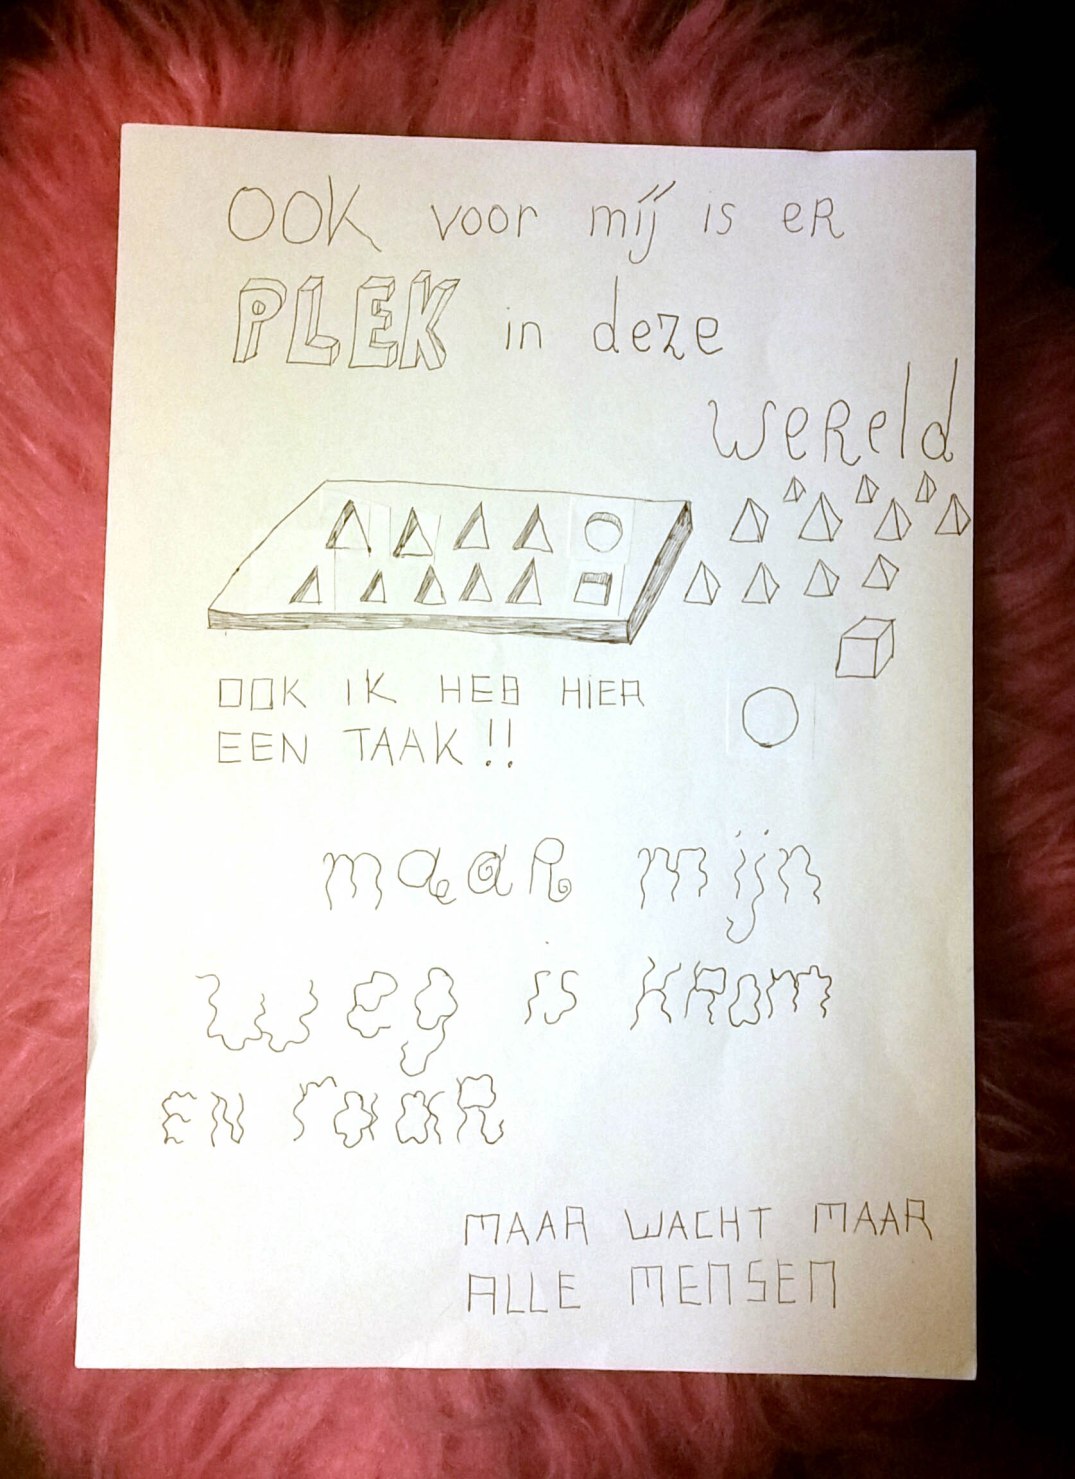 OOK voor mij is eR
PLEK in deze
weReld
OOK IK HEB HiER
EEN TAAK!!
maaR mijn
weg is KROm
EN raaR
MAAR WACHT MAAR
ALLE MENSEN